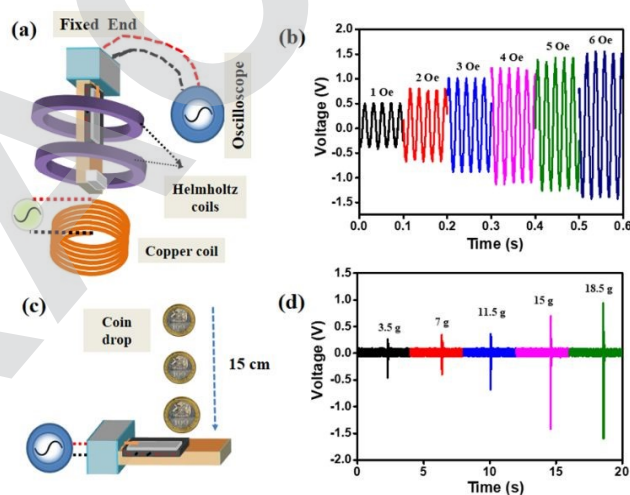 (a)
Fixed End
Oscilloscope
Helmholtz
coils
Copper coil
(b)
Voltage (V)
1.5
1.0
0.5
0.0
-0.5
-1.0
-1.5
1 Oe
2 Oe
3 Oe
4 Oe
5 Oe
6 Oe
0.0 0.1 0.2 0.3 0.4 0.5 0.6
Time (s)
(c)
Coin
drop
15 cm
(d)
Voltage (V)
1.5
1.0
0.5
0.0
-0.5
-1.0
-1.5
-2.0
3.5 g
7 g
11.5 g
15 g
18.5 g
0 5 10 15 20
Time (s)